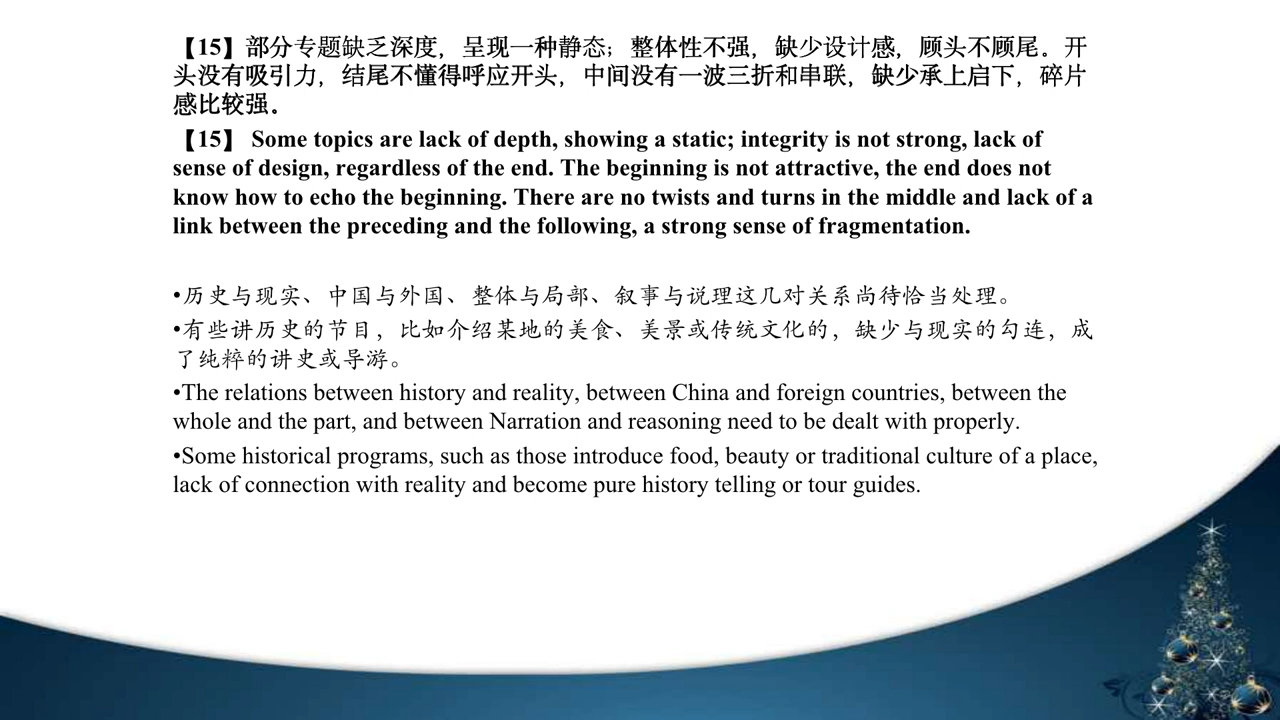 【15】部分专题缺乏深度，呈现一种静态；整体性不强，缺少设计感，顾头不顾尾。开
头没有吸引力，结尾不懂得呼应开头，中间没有一波三折和串联，缺少承上启下，碎片
感比较强。
【15】 Some topics are lack of depth, showing a static; integrity is not strong, lack of
sense of design, regardless of the end. The beginning is not attractive, the end does not
know how to echo the beginning. There are no twists and turns in the middle and lack of a
link between the preceding and the following, a strong sense of fragmentation.
•历史与现实、中国与外国、整体与局部、叙事与说理这几对关系尚待恰当处理。
•有些讲历史的节目，比如介绍某地的美食、美景或传统文化的，缺少与现实的勾连，成
了纯粹的讲史或导游。
•The relations between history and reality, between China and foreign countries, between the
whole and the part, and between Narration and reasoning need to be dealt with properly.
•Some historical programs, such as those introduce food, beauty or traditional culture of a place,
lack of connection with reality and become pure history telling or tour guides.